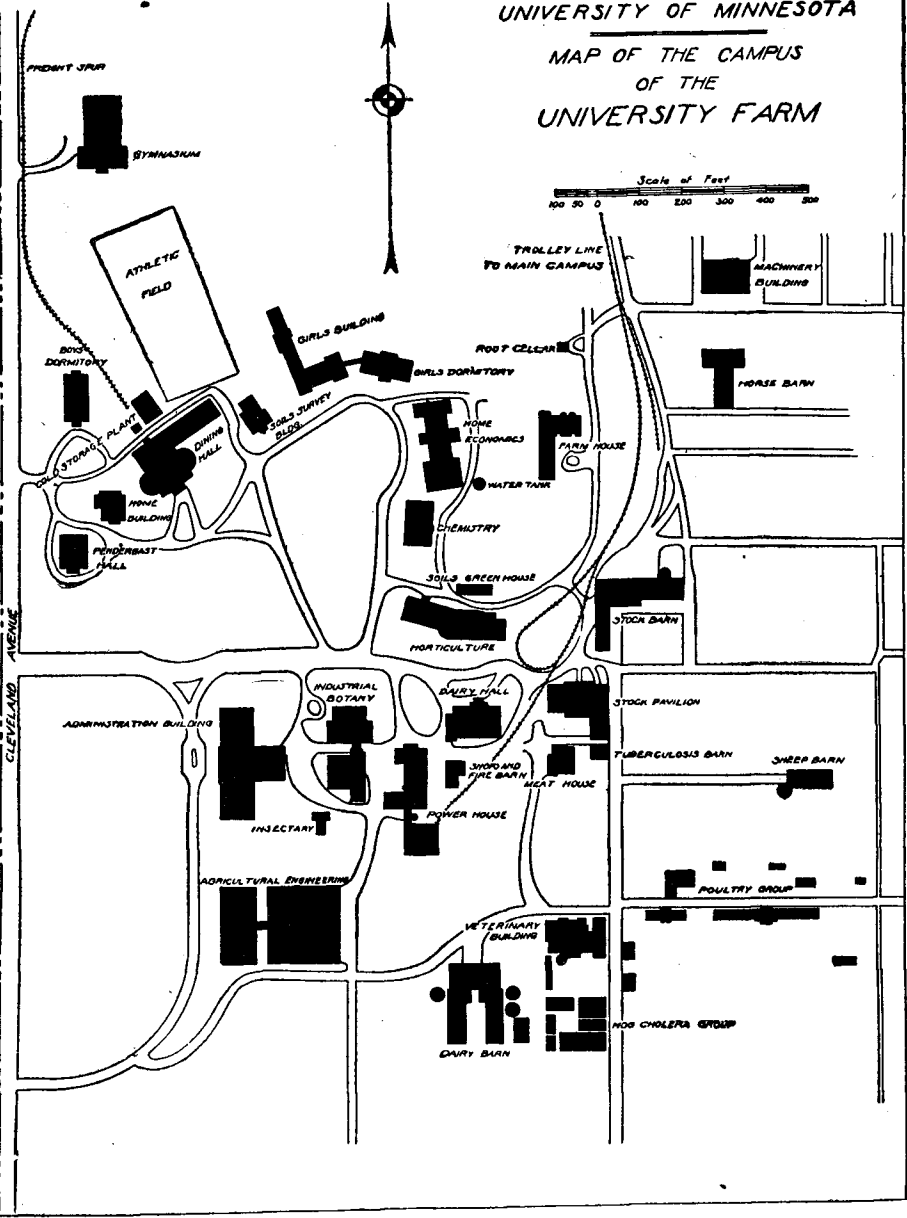 UNIVERSITY OF MINNESOTA
MAP OF THE CAMPUS
OF THE
UNIVERSITY FARM
Scale of Feet
100 50 0 100 200 300 400 500
FREIGHT SPUR
GYMNASIUM
ATHLETIC
FIELD
TROLLEY LINE
TO MAIN CAMPUS
MACHINERY
BUILDING
GIRLS BUILDING
ROOT CELLAR
BOYS
DORMITORY
GIRLS DORMITORY
HORSE BARN
SOILS SURVEY
BLDG.
COLD STORAGE PLANT
DINING
HALL
HOME
ECONOMICS
FARM HOUSE
WATER TANK
HOME
BUILDING
CHEMISTRY
PENDERGAST
HALL
SOILS GREEN HOUSE
STOCK BARN
HORTICULTURE
CLEVELAND AVENUE
INDUSTRIAL
BOTANY
DAIRY HALL
STOCK PAVILION
ADMINISTRATION BUILDING
TUBERCULOSIS BARN
SHEEP BARN
SHOPS AND
FIRE BARN
MEAT HOUSE
POWER HOUSE
INSECTARY
AGRICULTURAL ENGINEERING
POULTRY GROUP
VETERINARY
BUILDING
HOG CHOLERA GROUP
DAIRY BARN